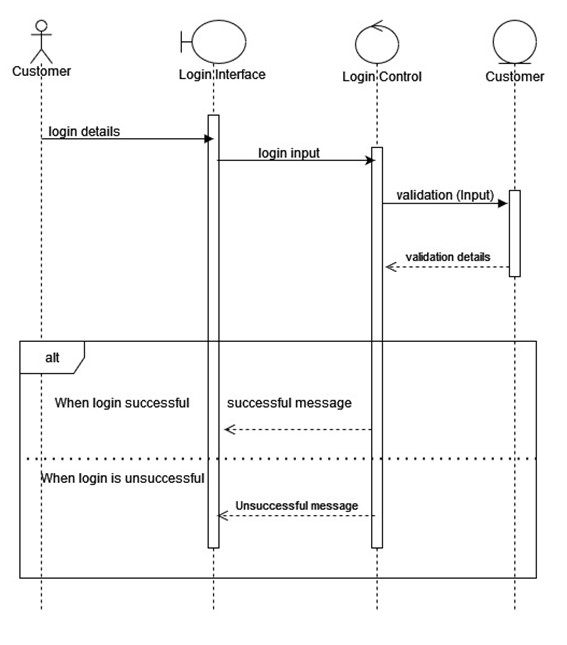 Customer
Login Interface
Login Control
Customer
login details
login input
validation (Input)
validation details
alt
When login successful
successful message
When login is unsuccessful
Unsuccessful message